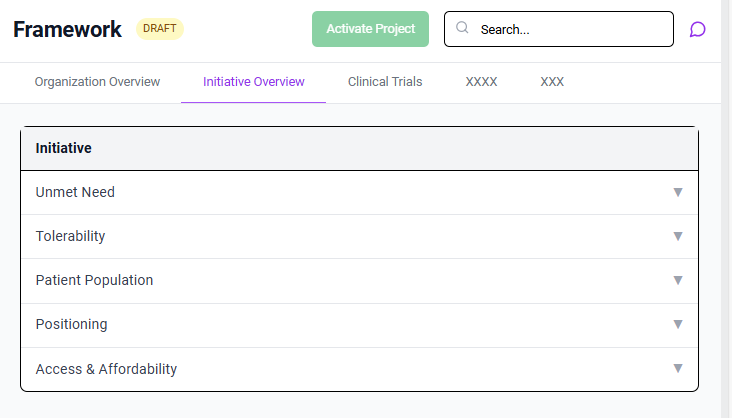 Framework DRAFT Activate Project Search...
Organization Overview Initiative Overview Clinical Trials XXXX XXX
Initiative
Unmet Need
Tolerability
Patient Population
Positioning
Access & Affordability